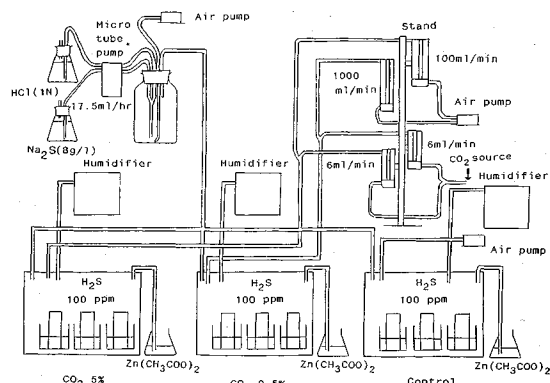 Air pump
Micro
tube
pump
Stand
100ml/min
HCl(1N)
1000
ml/min
17.5ml/hr
Air pump
Na2S(8g/l)
6ml/min
Humidifier
Humidifier
6ml/min
CO2 source
Humidifier
Air pump
H2S
100 ppm
H2S
100 ppm
H2S
100 ppm
Zn(CH3COO)2
Zn(CH3COO)2
Zn(CH3COO)2
CO2 5%
CO2 0.5%
Control